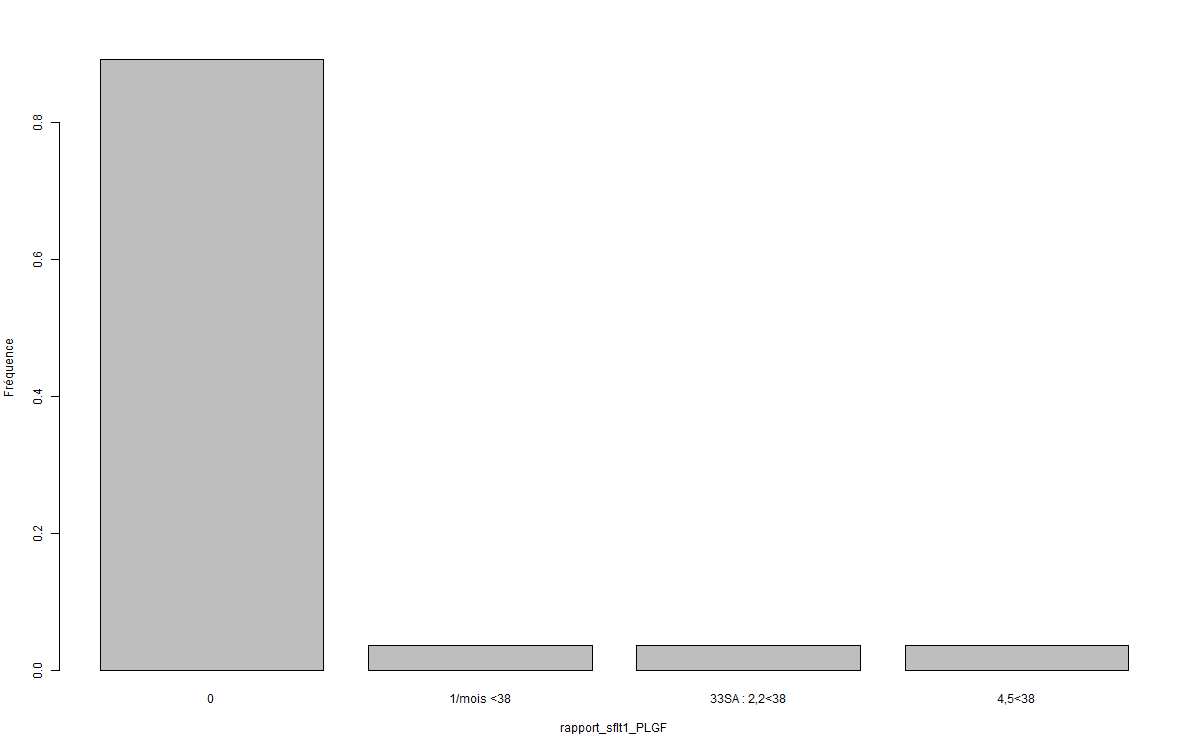 Fréquence
0.8
0.6
0.4
0.2
0.0
0
1/mois <38
33SA : 2,2<38
4,5<38
rapport_sflt1_PLGF